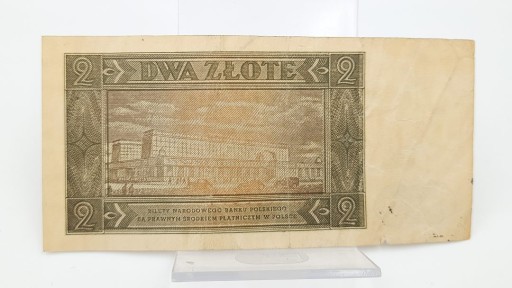 2 DWA ZŁOTE 2
2 BILETY NARODOWEGO BANKU POLSKIEGO 2
SĄ PRAWNYM ŚRODKIEM PŁATNICZYM W POLSCE